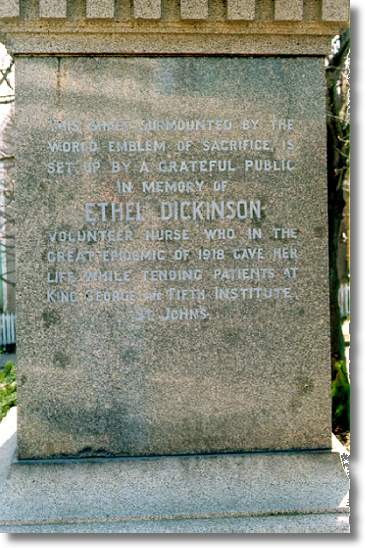 THIS SHAFT SURMOUNTED BY THE
WORLD EMBLEM OF SACRIFICE, IS
SET UP BY A GRATEFUL PUBLIC
IN MEMORY OF
ETHEL DICKINSON
VOLUNTEER NURSE WHO IN THE
GREAT EPIDEMIC OF 1918 GAVE HER
LIFE WHILE TENDING PATIENTS AT
KING GEORGE THE FIFTH INSTITUTE,
ST JOHNS.